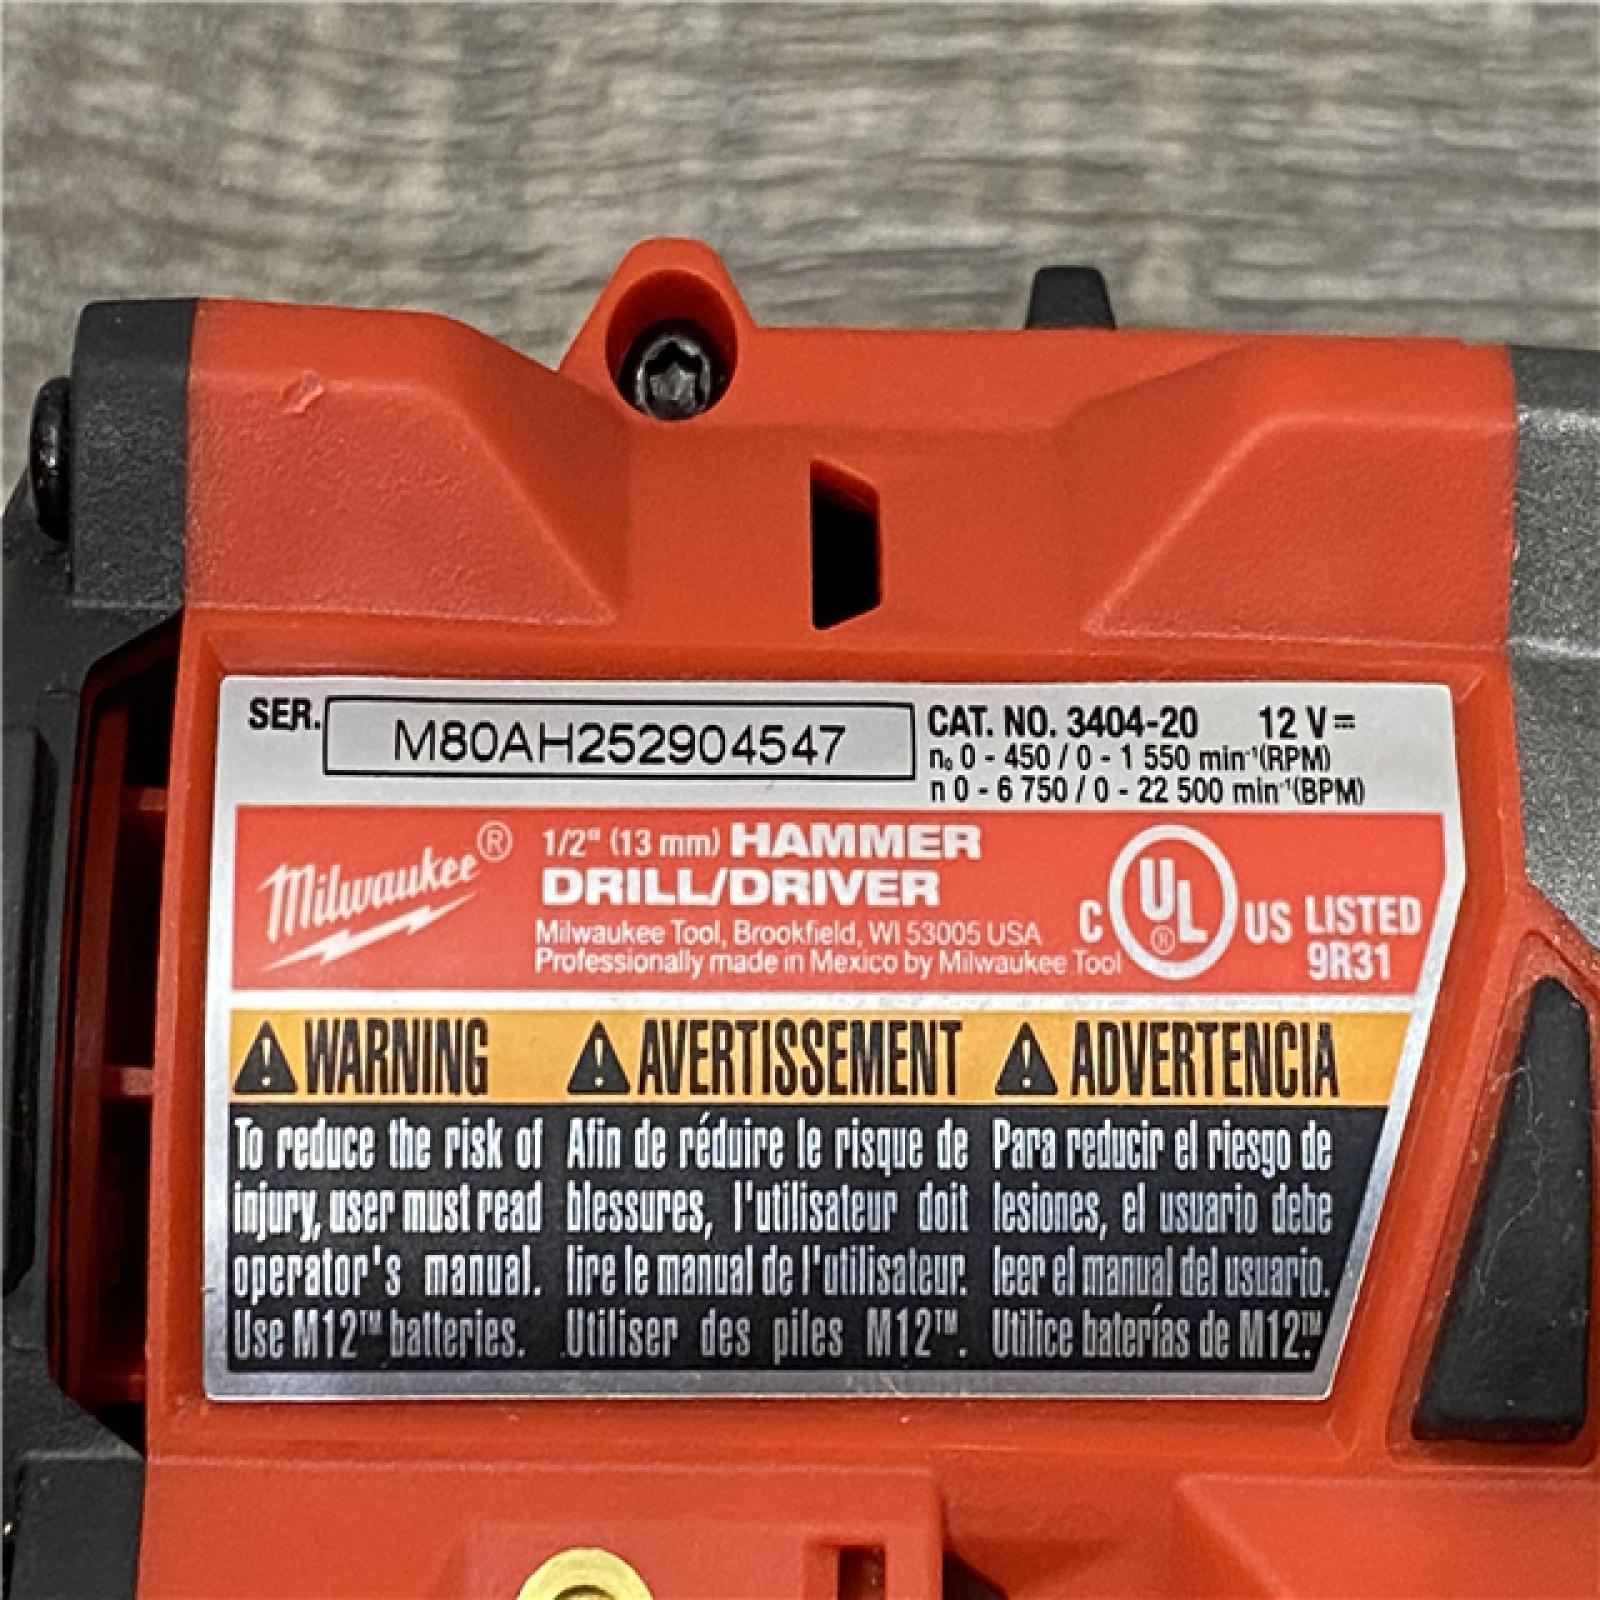 SER. M80AH252904547
CAT. NO. 3404-20 12 V⎓
n₀ 0 - 450 / 0 - 1 550 min⁻¹(RPM)
n 0 - 6 750 / 0 - 22 500 min⁻¹(BPM)
Milwaukee®
1/2" (13 mm) HAMMER
DRILL/DRIVER
Milwaukee Tool, Brookfield, WI 53005 USA
Professionally made in Mexico by Milwaukee Tool
C UL® US LISTED
9R31
⚠ WARNING
To reduce the risk of
injury, user must read
operator's manual.
Use M12™ batteries.
⚠ AVERTISSEMENT
Afin de réduire le risque de
blessures, l'utilisateur doit
lire le manual de l'utilisateur.
Utiliser des piles M12™.
⚠ ADVERTENCIA
Para reducir el riesgo de
lesiones, el usuario debe
leer el manual del usuario.
Utilice baterías de M12™.